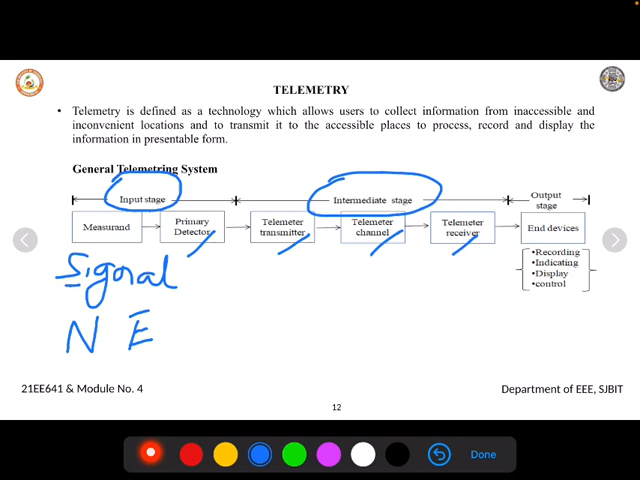 TELEMETRY
• Telemetry is defined as a technology which allows users to collect information from inaccessible and
inconvenient locations and to transmit it to the accessible places to process, record and display the
information in presentable form.
General Telemetring System
Input stage
Intermediate stage
Output
stage
Measurand
Primary
Detector
Telemeter
transmitter
Telemeter
channel
Telemeter
receiver
End devices
•Recording
•Indicating
•Display
•control
Signal
N E
21EE641 & Module No. 4
Department of EEE, SJBIT
12
Done